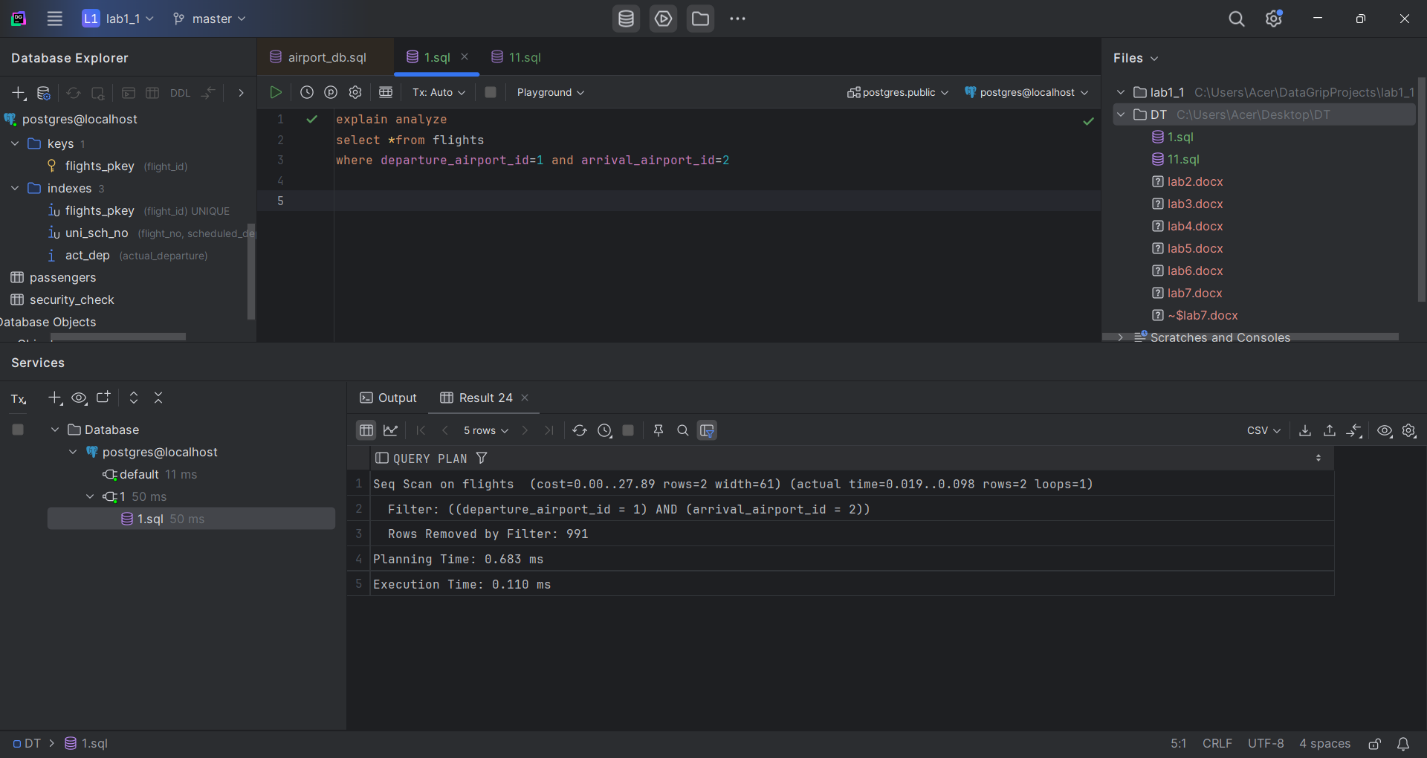 L1 lab1_1 master
Database Explorer
DDL
postgres@localhost
keys 1
flights_pkey (flight_id)
indexes 3
flights_pkey (flight_id) UNIQUE
uni_sch_no (flight_no, scheduled_de
act_dep (actual_departure)
passengers
security_check
Database Objects
airport_db.sql 1.sql 11.sql
Tx: Auto Playground postgres.public postgres@localhost
1 explain analyze
2 select *from flights
3 where departure_airport_id=1 and arrival_airport_id=2
4
5
Files
lab1_1 C:\Users\Acer\DataGripProjects\lab1_1
DT C:\Users\Acer\Desktop\DT
1.sql
11.sql
lab2.docx
lab3.docx
lab4.docx
lab5.docx
lab6.docx
lab7.docx
~$lab7.docx
Scratches and Consoles
Services
Tx
Database
postgres@localhost
default 11 ms
1 50 ms
1.sql 50 ms
Output Result 24
5 rows CSV
QUERY PLAN
1 Seq Scan on flights  (cost=0.00..27.89 rows=2 width=61) (actual time=0.019..0.098 rows=2 loops=1)
2 Filter: ((departure_airport_id = 1) AND (arrival_airport_id = 2))
3 Rows Removed by Filter: 991
4 Planning Time: 0.683 ms
5 Execution Time: 0.110 ms
DT 1.sql 5:1 CRLF UTF-8 4 spaces